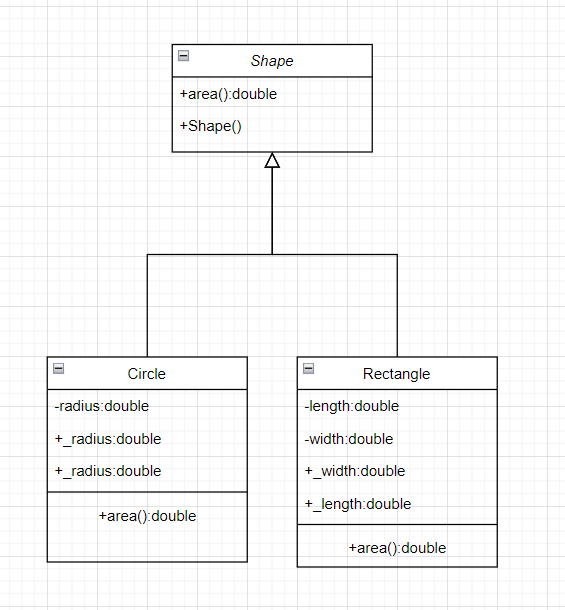 Shape
+area():double
+Shape()
Circle
-radius:double
+_radius:double
+_radius:double
+area():double
Rectangle
-length:double
-width:double
+_width:double
+_length:double
+area():double